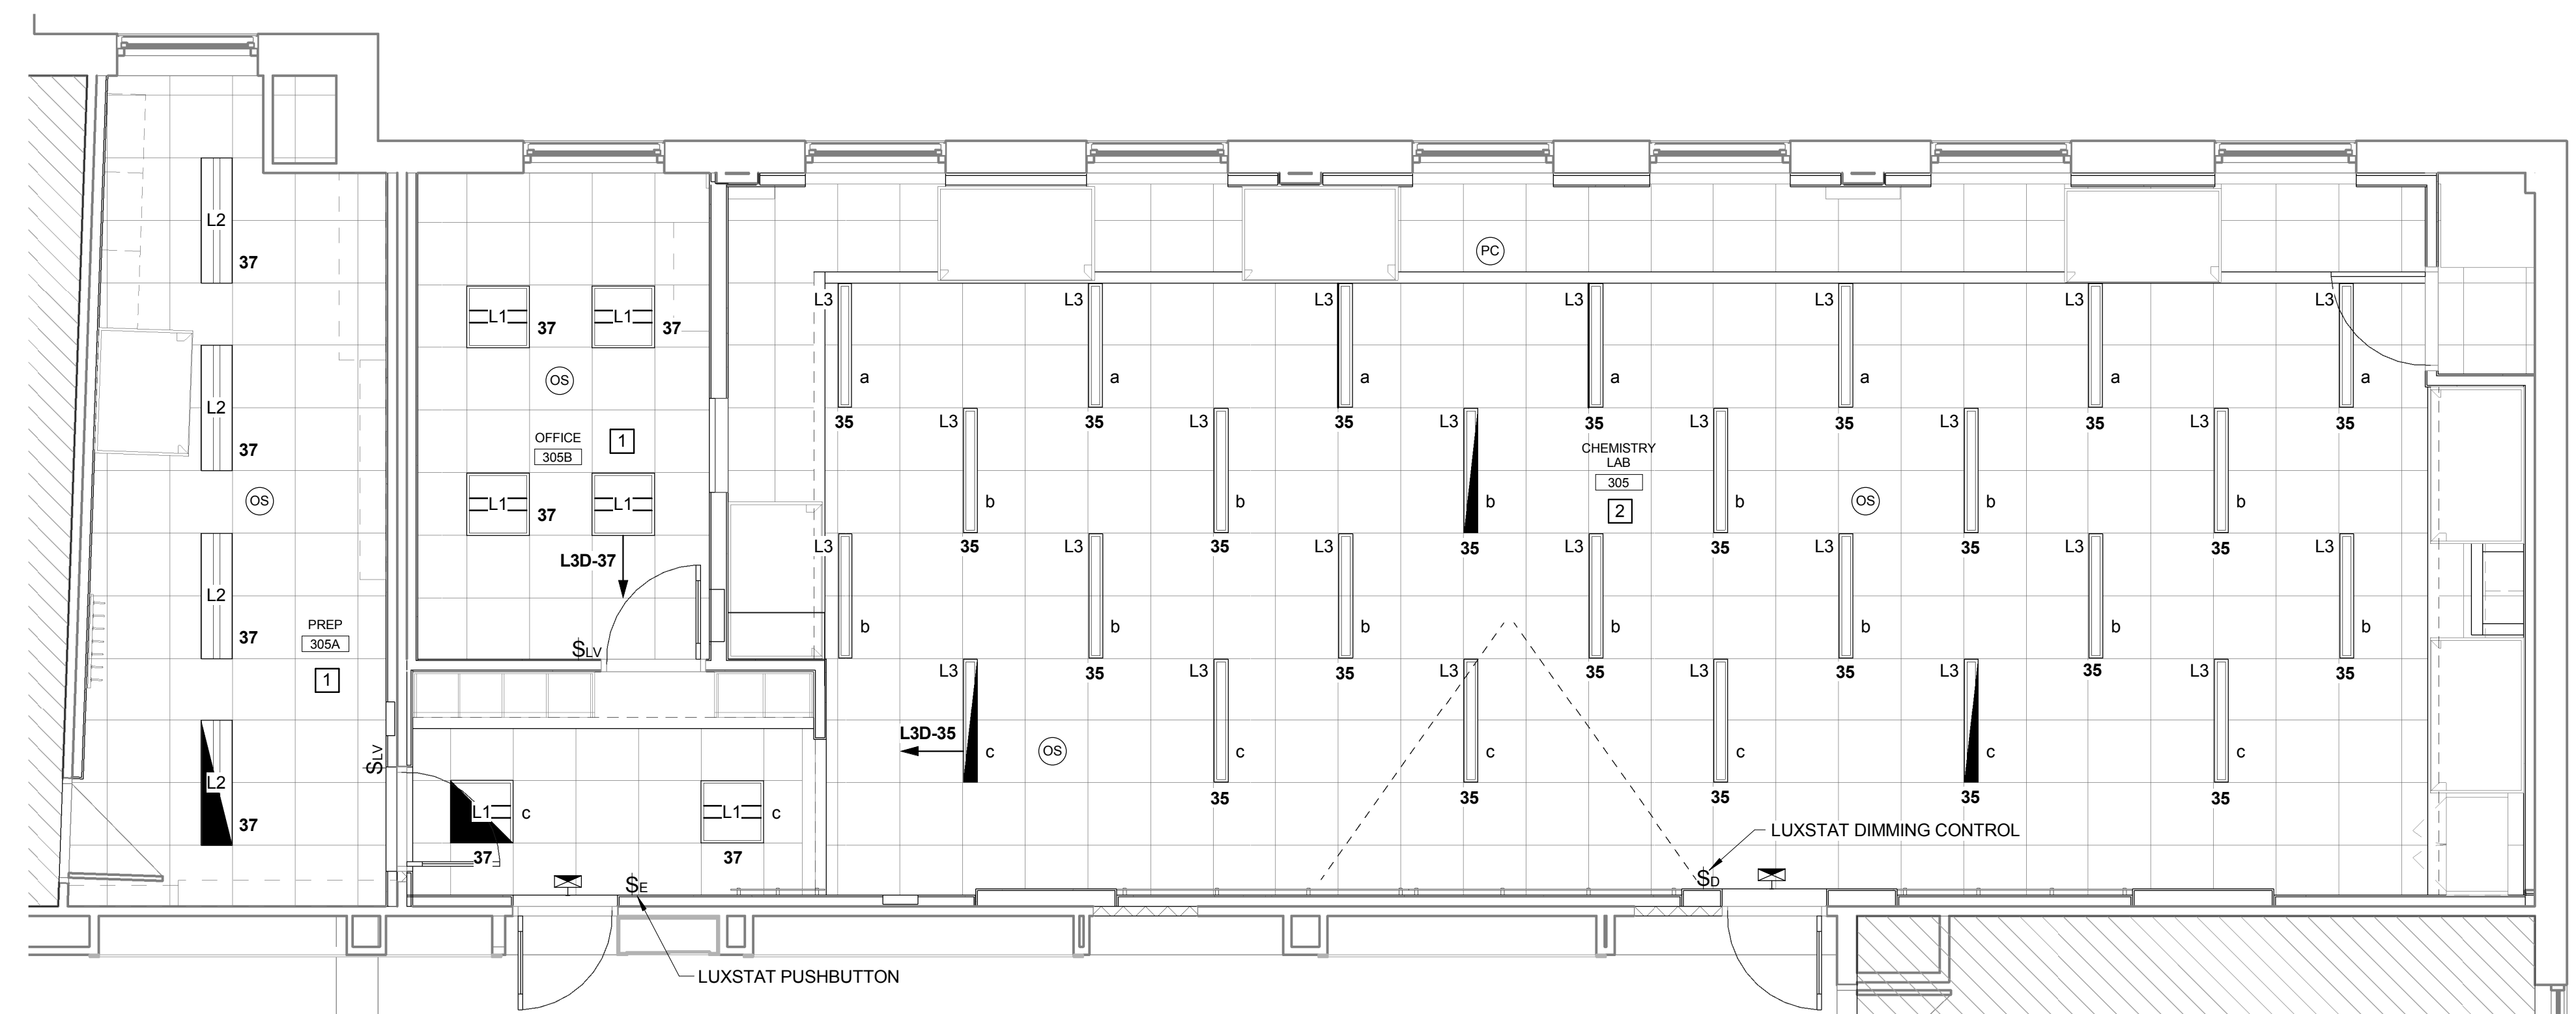 L2
PC
37
L3 L3 L3 L3 L3 L3 L3
L1 L1
37 37
a a a a a a a
OS
L2
35 L3 35 L3 35 L3 35 L3 35 L3 35 L3 35
OFFICE 1
37
305B
CHEMISTRY
LAB
305
2
OS
L1 L1
b b b b b b
OS
37
L3 35 L3 35 L3 35 L3 35 L3 35 L3 35 L3
L3D-37
L2
PREP
37
305A
b b b b b b b
$LV
1
L3 35 L3 35 L3 35 L3 35 L3 35 L3 35
L3D-35
c OS c c c c c
$LV
L2
35 35 35 35 35
L1 c L1 c
37
LUXSTAT DIMMING CONTROL
37 37
$E
$D
LUXSTAT PUSHBUTTON